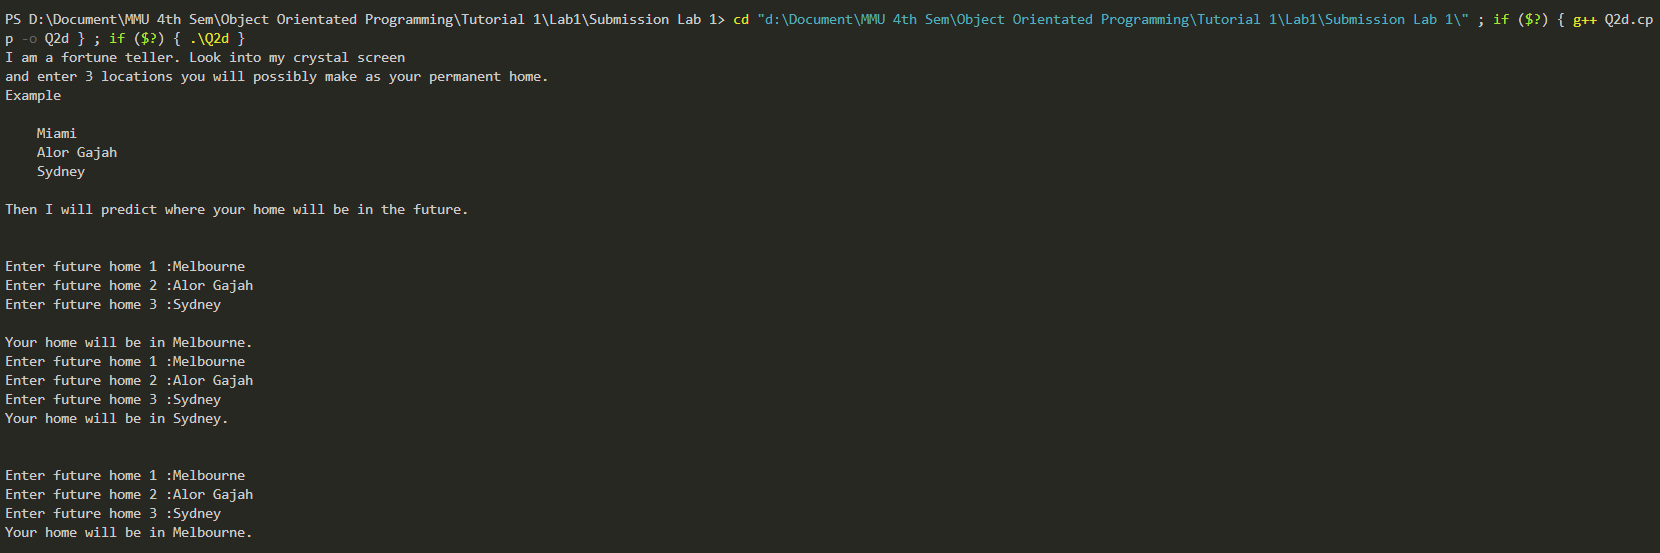 PS D:\Document\MMU 4th Sem\Object Orientated Programming\Tutorial 1\Lab1\Submission Lab 1> cd "d:\Document\MMU 4th Sem\Object Orientated Programming\Tutorial 1\Lab1\Submission Lab 1\" ; if ($?) { g++ Q2d.cp
p -o Q2d } ; if ($?) { .\Q2d }
I am a fortune teller. Look into my crystal screen
and enter 3 locations you will possibly make as your permanent home.
Example
Miami
Alor Gajah
Sydney
Then I will predict where your home will be in the future.
Enter future home 1 :Melbourne
Enter future home 2 :Alor Gajah
Enter future home 3 :Sydney
Your home will be in Melbourne.
Enter future home 1 :Melbourne
Enter future home 2 :Alor Gajah
Enter future home 3 :Sydney
Your home will be in Sydney.
Enter future home 1 :Melbourne
Enter future home 2 :Alor Gajah
Enter future home 3 :Sydney
Your home will be in Melbourne.